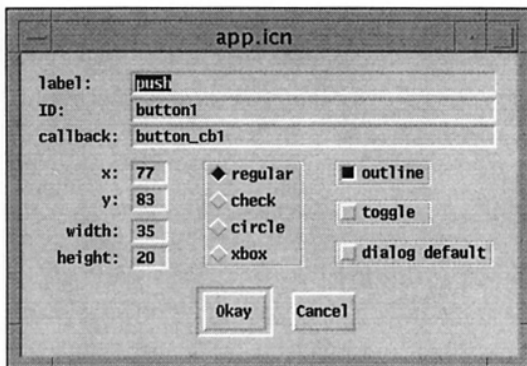 app.icn
label: push
ID: button1
callback: button_cb1
x: 77
y: 83
width: 35
height: 20
regular
check
circle
xbox
outline
toggle
dialog default
Okay
Cancel